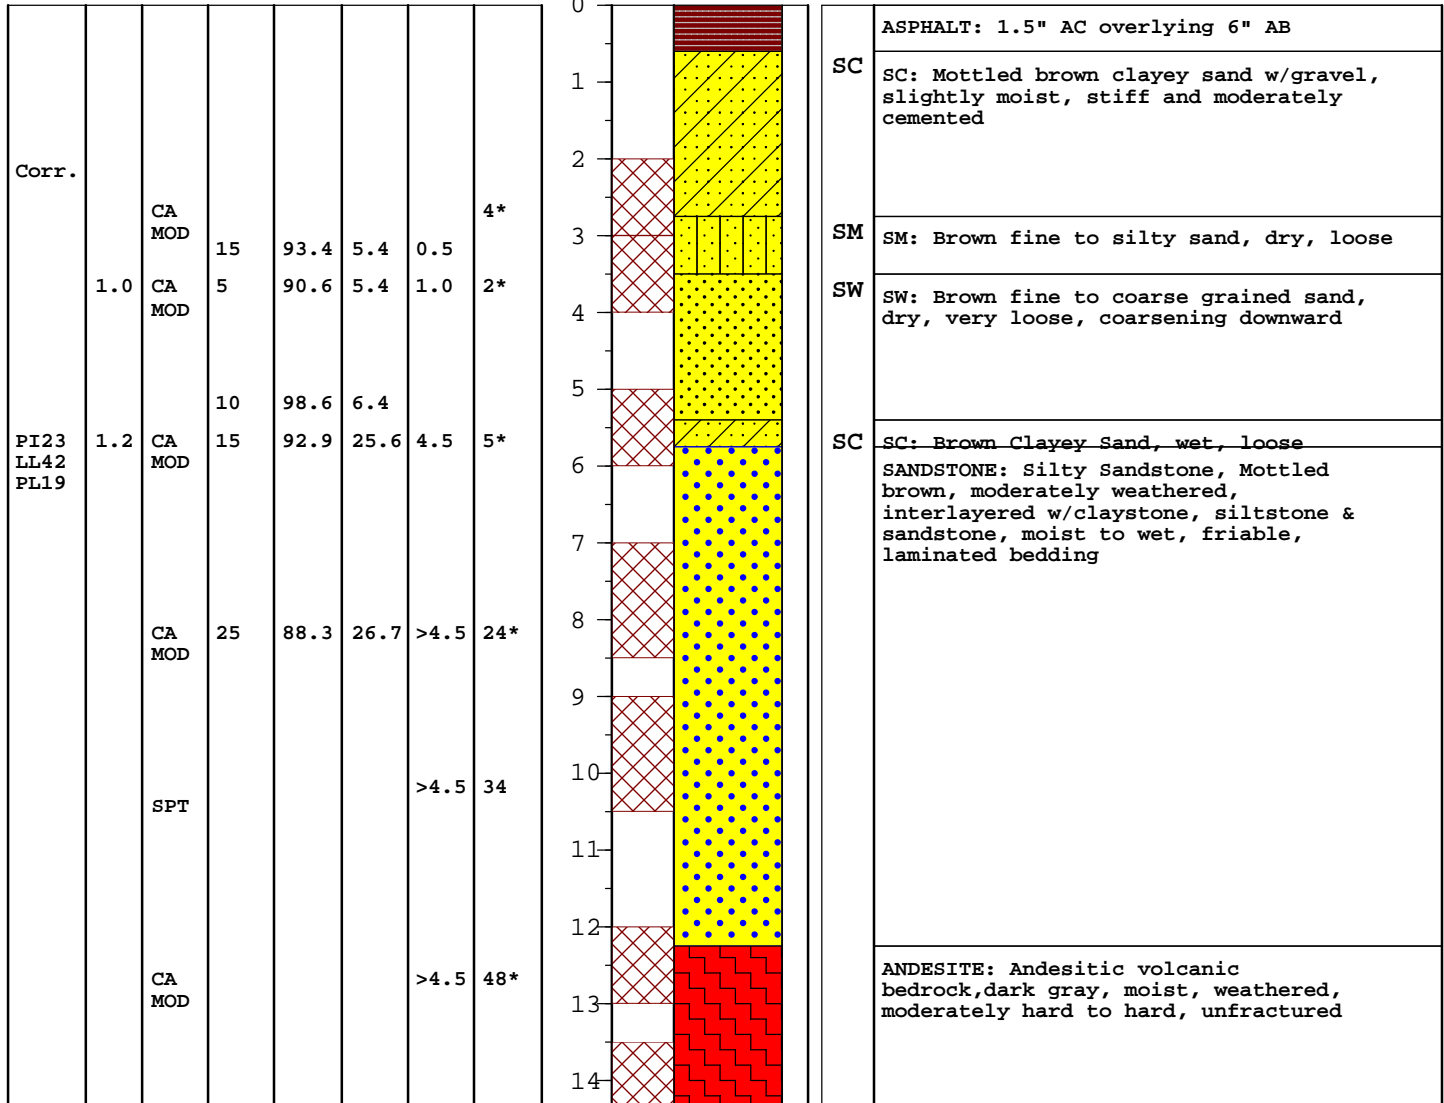 0
ASPHALT: 1.5" AC overlying 6" AB
SC
SC: Mottled brown clayey sand w/gravel,
slightly moist, stiff and moderately
cemented
1
2
Corr.
CA
MOD
4*
15 93.4 5.4 0.5
3
SM
SM: Brown fine to silty sand, dry, loose
1.0 CA
MOD
5 90.6 5.4 1.0 2*
SW
SW: Brown fine to coarse grained sand,
dry, very loose, coarsening downward
4
5
10 98.6 6.4
PI23
LL42
PL19
1.2 CA
MOD
15 92.9 25.6 4.5 5*
SC
SC: Brown Clayey Sand, wet, loose
6
SANDSTONE: Silty Sandstone, Mottled
brown, moderately weathered,
interlayered w/claystone, siltstone &
sandstone, moist to wet, friable,
laminated bedding
7
8
CA
MOD
25 88.3 26.7 >4.5 24*
9
10
SPT
>4.5 34
11
12
CA
MOD
>4.5 48*
ANDESITE: Andesitic volcanic
bedrock,dark gray, moist, weathered,
moderately hard to hard, unfractured
13
14